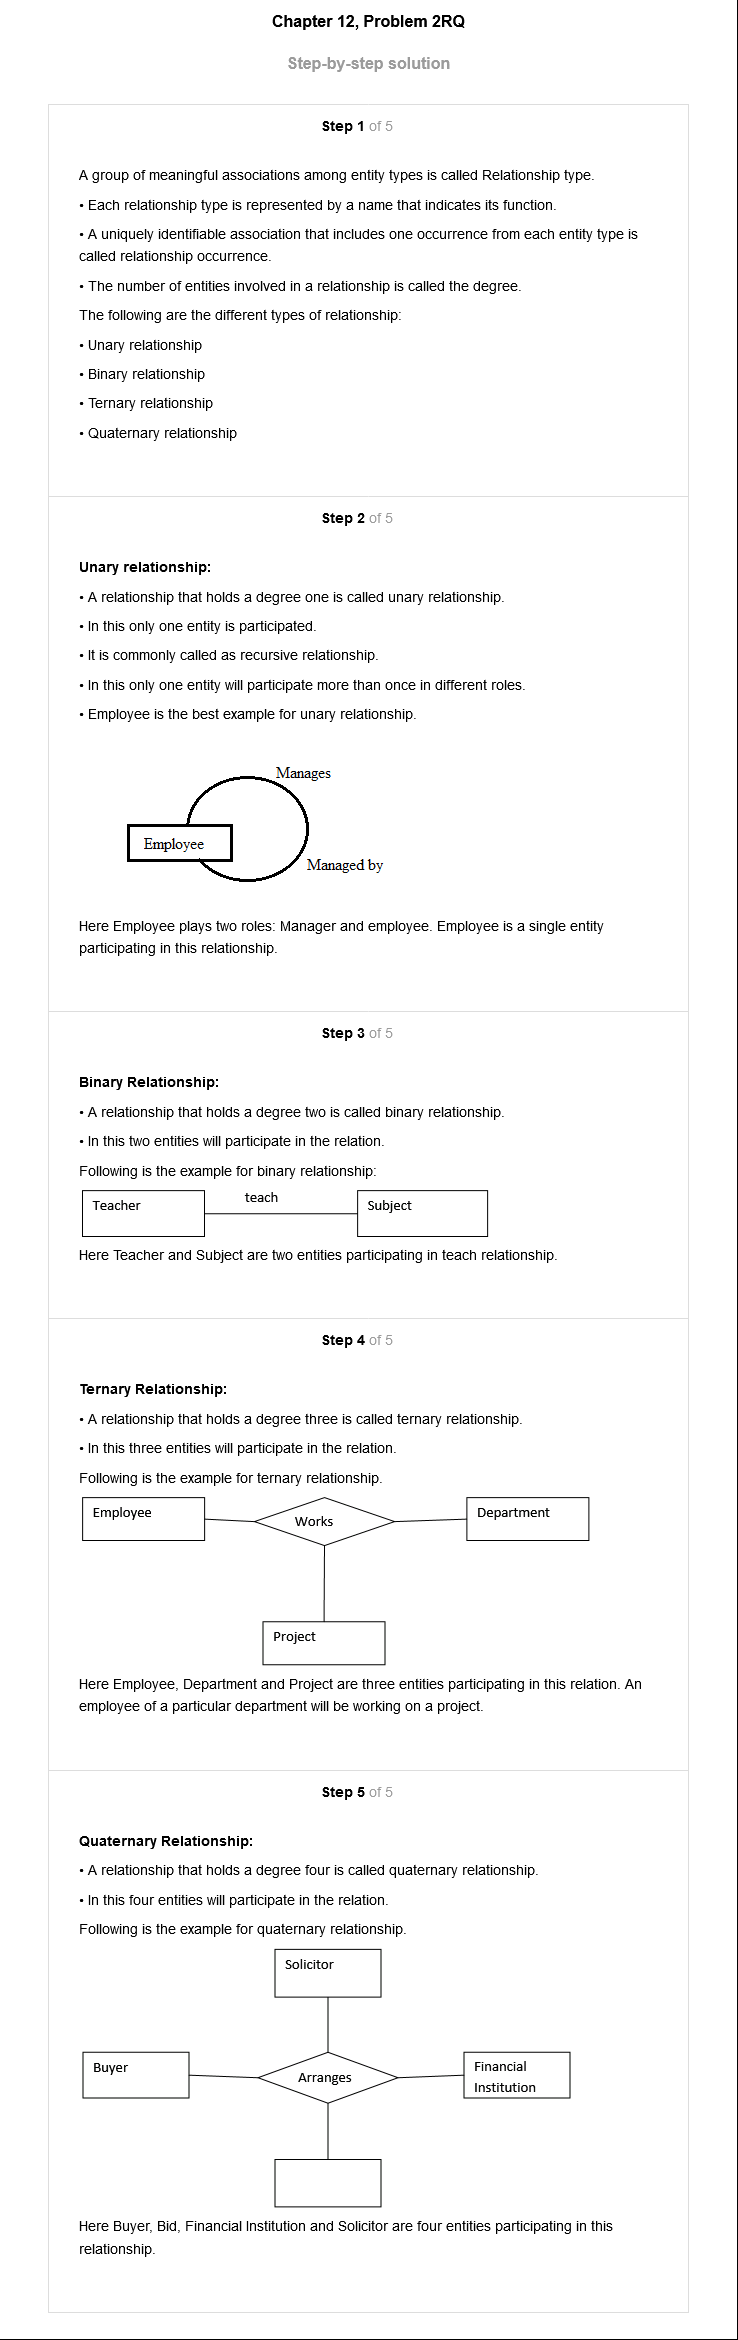 Chapter 12, Problem 2RQ
Step-by-step solution
Step 1 of 5
A group of meaningful associations among entity types is called Relationship type.
• Each relationship type is represented by a name that indicates its function.
• A uniquely identifiable association that includes one occurrence from each entity type is
called relationship occurrence.
• The number of entities involved in a relationship is called the degree.
The following are the different types of relationship:
• Unary relationship
• Binary relationship
• Ternary relationship
• Quaternary relationship
Step 2 of 5
Unary relationship:
• A relationship that holds a degree one is called unary relationship.
• In this only one entity is participated.
• It is commonly called as recursive relationship.
• In this only one entity will participate more than once in different roles.
• Employee is the best example for unary relationship.
Manages
Employee
Managed by
Here Employee plays two roles: Manager and employee. Employee is a single entity
participating in this relationship.
Step 3 of 5
Binary Relationship:
• A relationship that holds a degree two is called binary relationship.
• In this two entities will participate in the relation.
Following is the example for binary relationship:
Teacher
teach
Subject
Here Teacher and Subject are two entities participating in teach relationship.
Step 4 of 5
Ternary Relationship:
• A relationship that holds a degree three is called ternary relationship.
• In this three entities will participate in the relation.
Following is the example for ternary relationship.
Employee
Works
Department
Project
Here Employee, Department and Project are three entities participating in this relation. An
employee of a particular department will be working on a project.
Step 5 of 5
Quaternary Relationship:
• A relationship that holds a degree four is called quaternary relationship.
• In this four entities will participate in the relation.
Following is the example for quaternary relationship.
Solicitor
Buyer
Arranges
Financial
Institution
Here Buyer, Bid, Financial Institution and Solicitor are four entities participating in this
relationship.